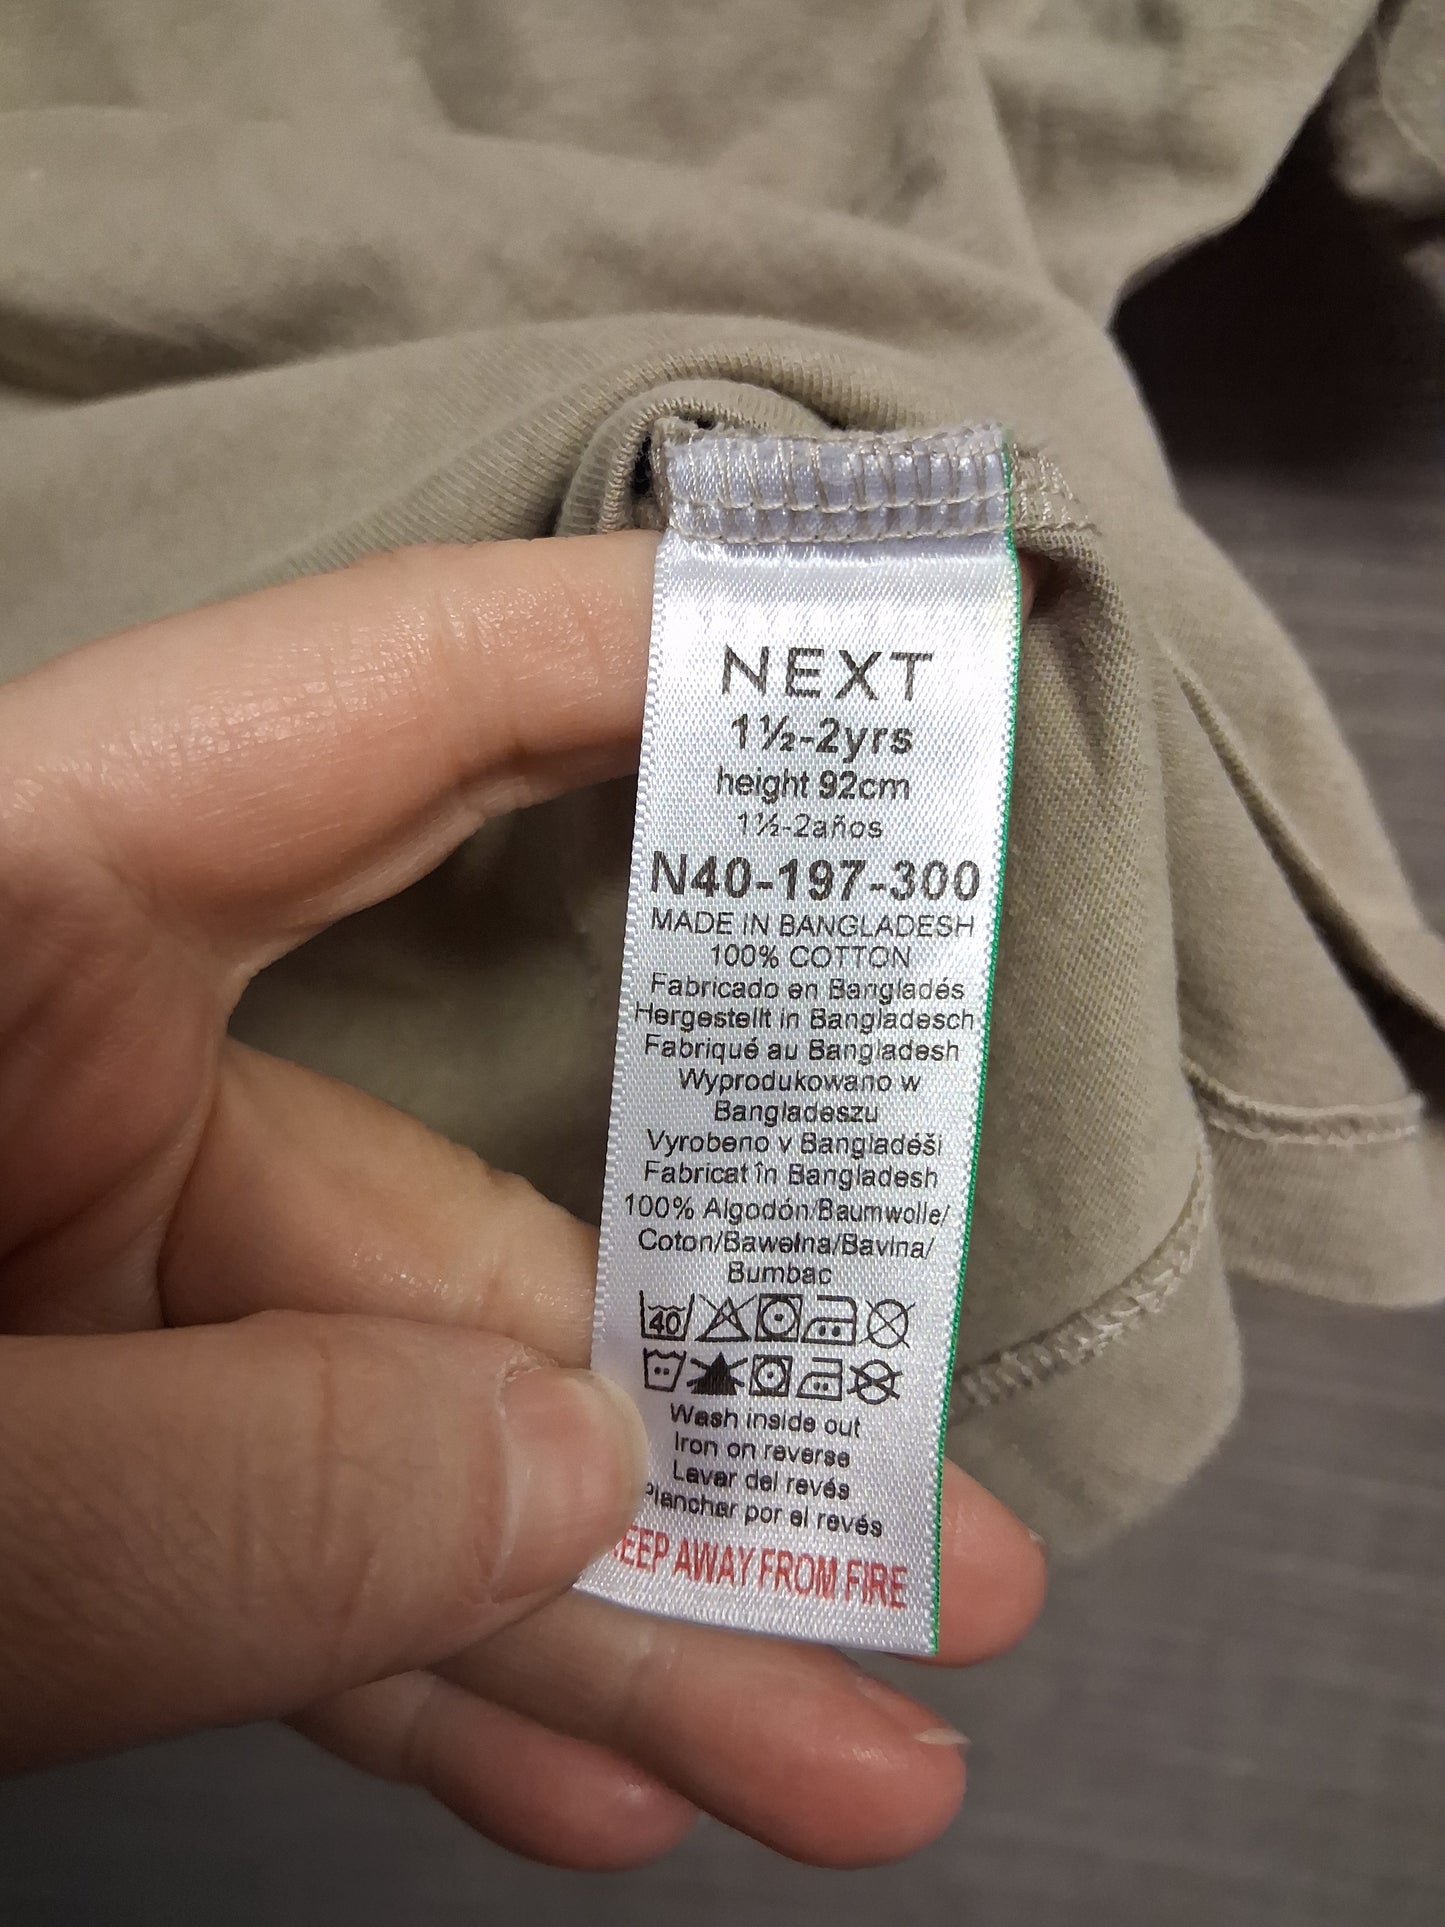 NEXT
1½-2yrs
height 92cm
1½-2años
N40-197-300
MADE IN BANGLADESH
100% COTTON
Fabricado en Bangladés
Hergestellt in Bangladesch
Fabriqué au Bangladesh
Wyprodukowano w
Bangladeszu
Vyrobeno v Bangladéši
Fabricat în Bangladesh
100% Algodón/Baumwolle/
Coton/Bawełna/Bavlna/
Bumbac
40
Wash inside out
Iron on reverse
Lavar del revés
Planchar por el revés
KEEP AWAY FROM FIRE